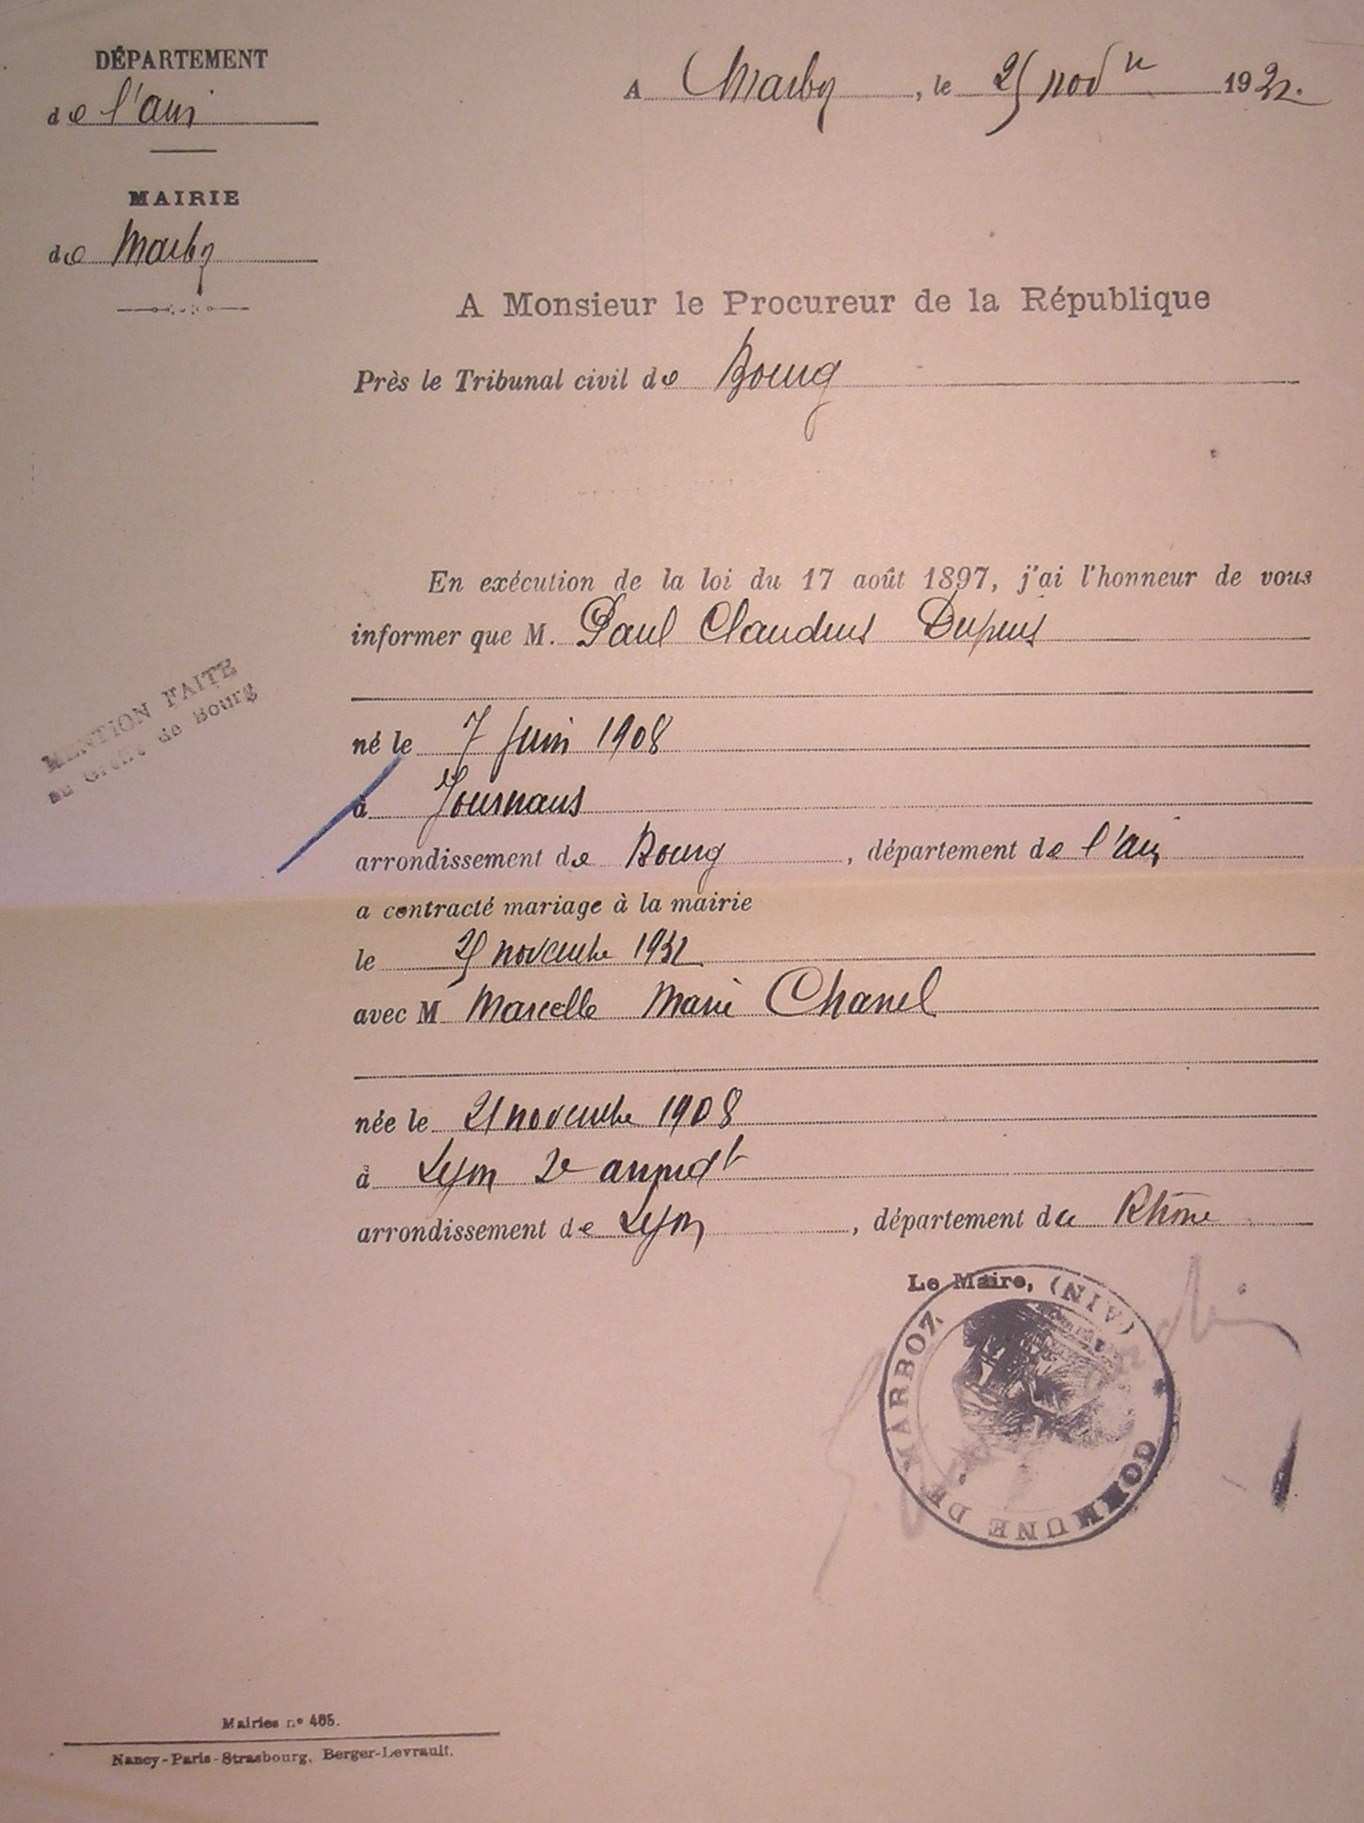 DÉPARTEMENT
de l'ain
MAIRIE
de Marboz
A Marboz, le 25 novbre 1932.
A Monsieur le Procureur de la République
Près le Tribunal civil de Bourg
En exécution de la loi du 17 août 1897, j'ai l'honneur de vous
informer que M. Paul Claudius Dupuis
MENTION FAITE
au Greffe de Bourg
né le 7 Juin 1908
à Journans
arrondissement de Bourg, département de l'ain
a contracté mariage à la mairie
le 25 novembre 1932
avec M Marcelle Marie Chanel
née le 21 novembre 1908
à Lyon 2e arrondt
arrondissement de Lyon, département du Rhône
Le Maire,
COMMUNE DE MARBOZ (AIN)
Mairies n° 465.
Nancy-Paris-Strasbourg, Berger-Levrault.